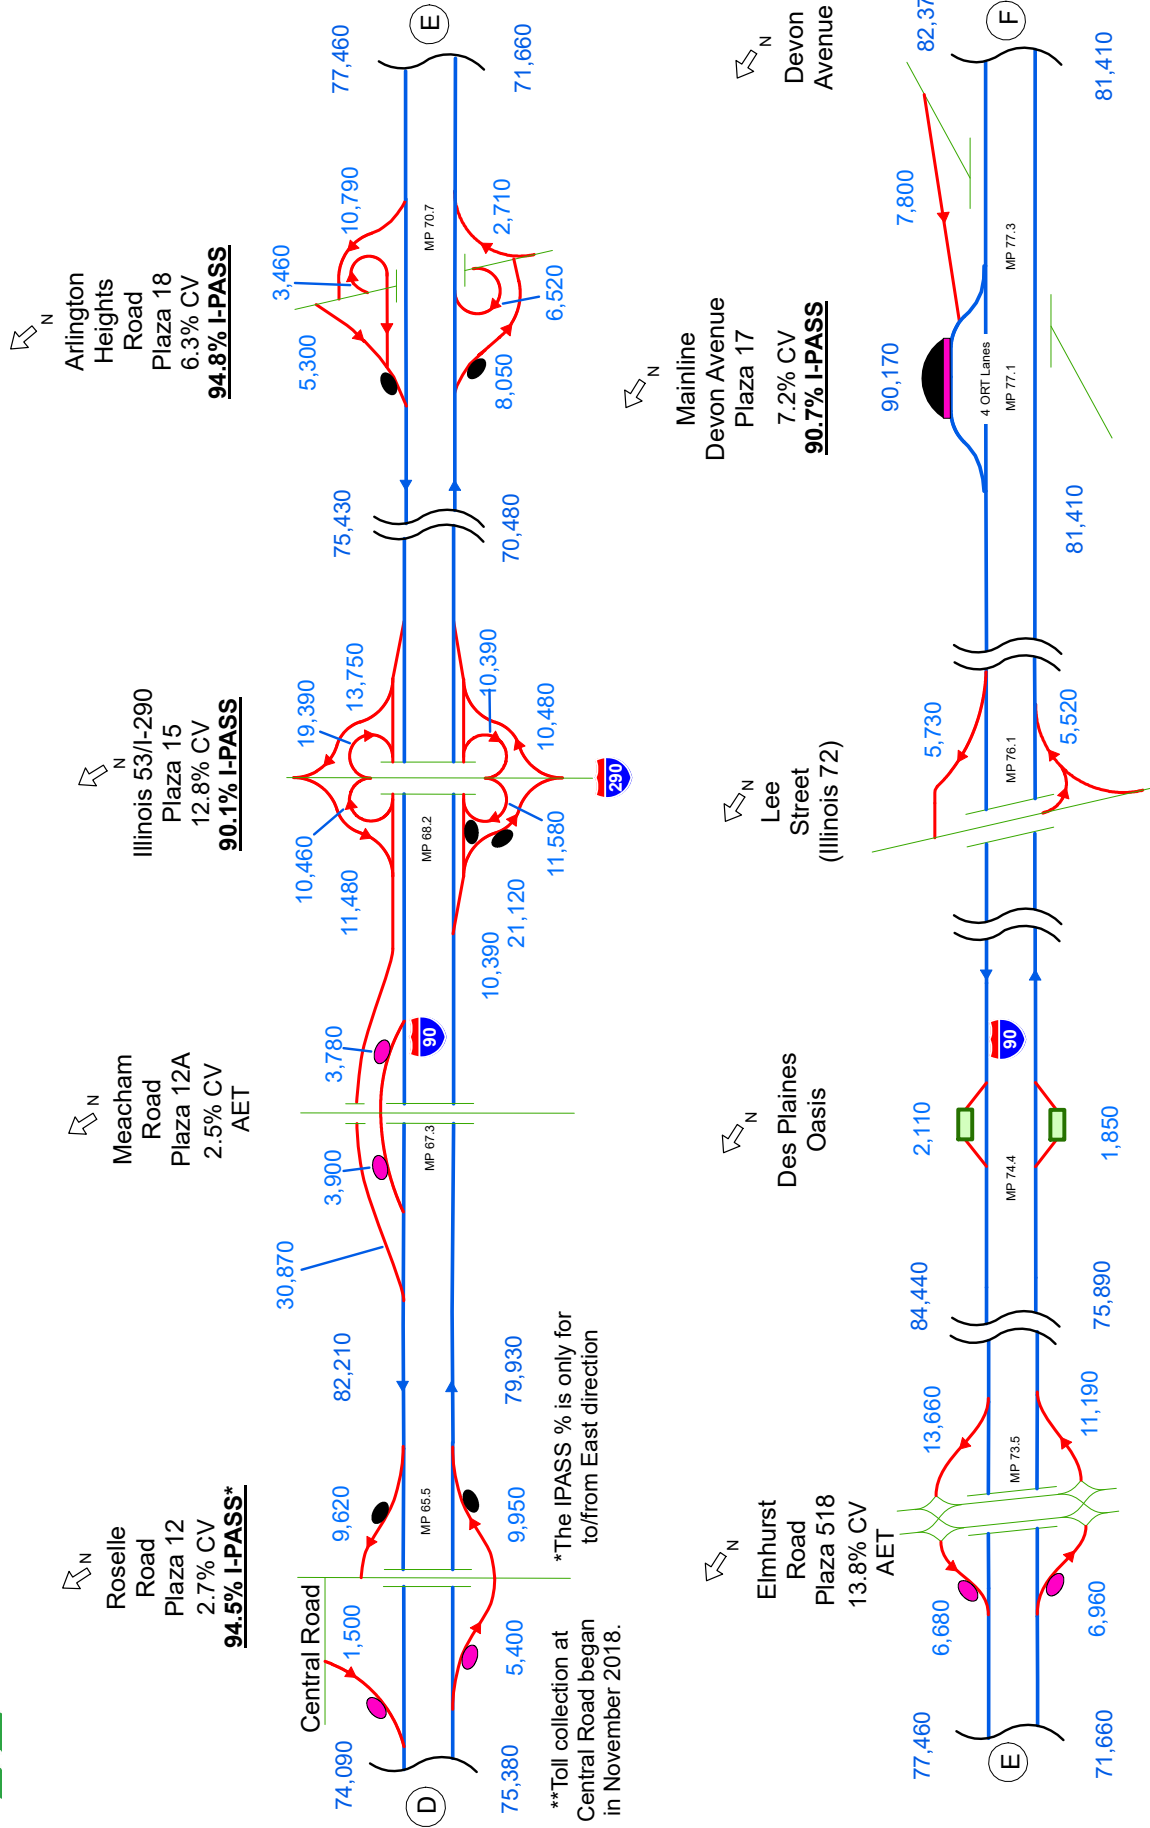 N
Roselle
Road
Plaza 12
2.7% CV
94.5% I-PASS*
N
Meacham
Road
Plaza 12A
2.5% CV
AET
N
Illinois 53/I-290
Plaza 15
12.8% CV
90.1% I-PASS
N
Arlington
Heights
Road
Plaza 18
6.3% CV
94.8% I-PASS
Central Road
74,090
1,500
9,620
82,210
30,870
3,900
3,780
10,460
11,480
19,390
13,750
75,430
5,300
3,460
10,790
77,460
D
MP 65.5
MP 67.3
90
MP 68.2
MP 70.7
E
75,380
5,400
9,950
79,930
10,390
21,120
11,580
40,390
10,480
290
70,480
8,050
6,520
2,710
71,660
**Toll collection at
Central Road began
in November 2018.
*The IPASS % is only for
to/from East direction
N
Elmhurst
Road
Plaza 518
13.8% CV
AET
N
Des Plaines
Oasis
N
Lee
Street
(Illinois 72)
N
Mainline
Devon Avenue
Plaza 17
7.2% CV
90.7% I-PASS
N
Devon
Avenue
77,460
6,680
13,660
84,440
2,110
5,730
90,170
7,800
82,37
E
MP 73.5
MP 74.4
90
MP 76.1
4 ORT Lanes
MP 77.1
MP 77.3
F
71,660
6,960
11,190
75,890
1,850
5,520
81,410
81,410